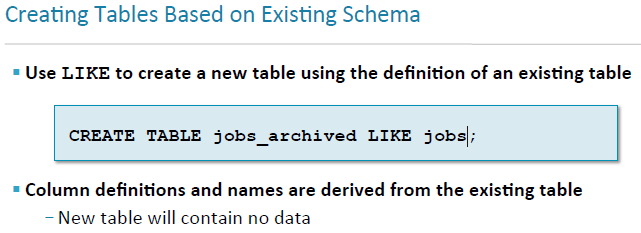 Creating Tables Based on Existing Schema
Use LIKE to create a new table using the definition of an existing table
CREATE TABLE jobs_archived LIKE jobs;
Column definitions and names are derived from the existing table
– New table will contain no data